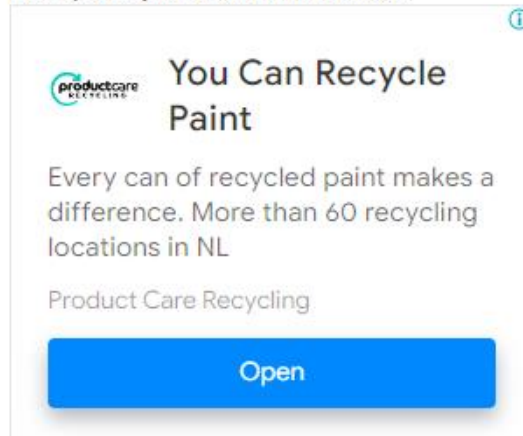 productcare
RECYCLING
You Can Recycle
Paint
Every can of recycled paint makes a
difference. More than 60 recycling
locations in NL
Product Care Recycling
Open